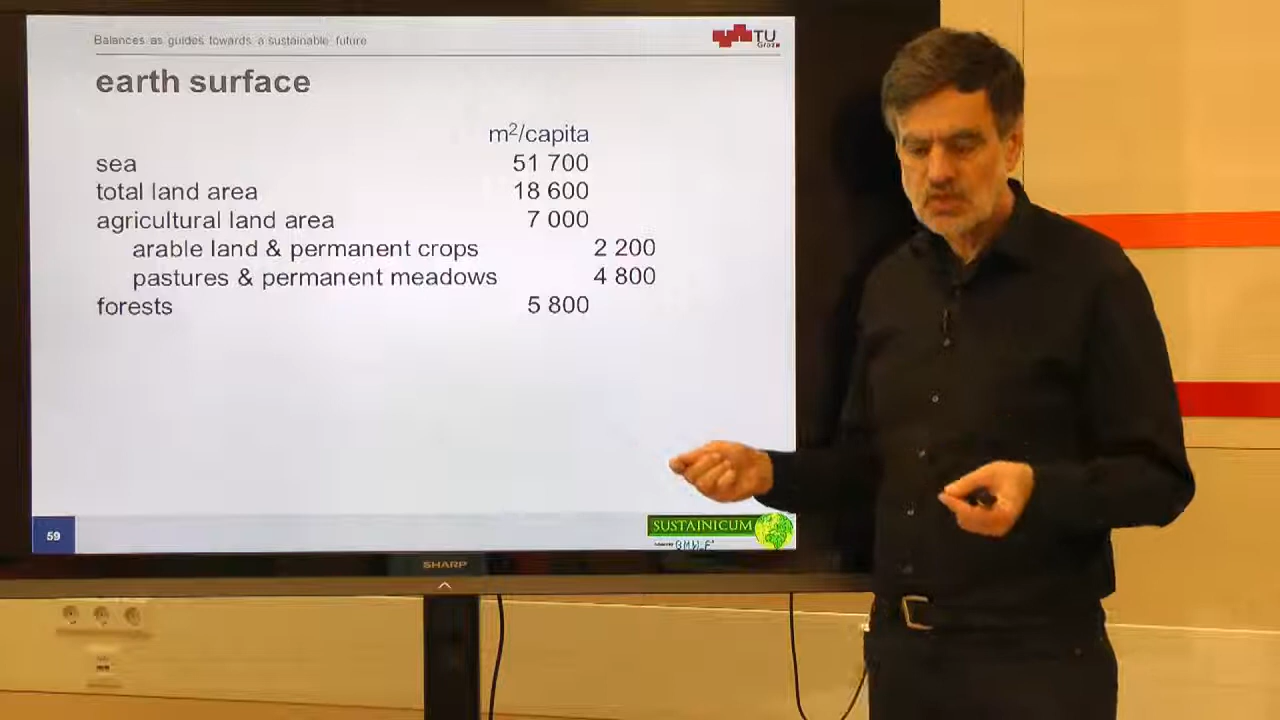 Balances as guides towards a sustainable future
TU
Graz
earth surface
m²/capita
sea 51 700
total land area 18 600
agricultural land area 7 000
arable land & permanent crops 2 200
pastures & permanent meadows 4 800
forests 5 800
59
SUSTAINICUM
SHARP